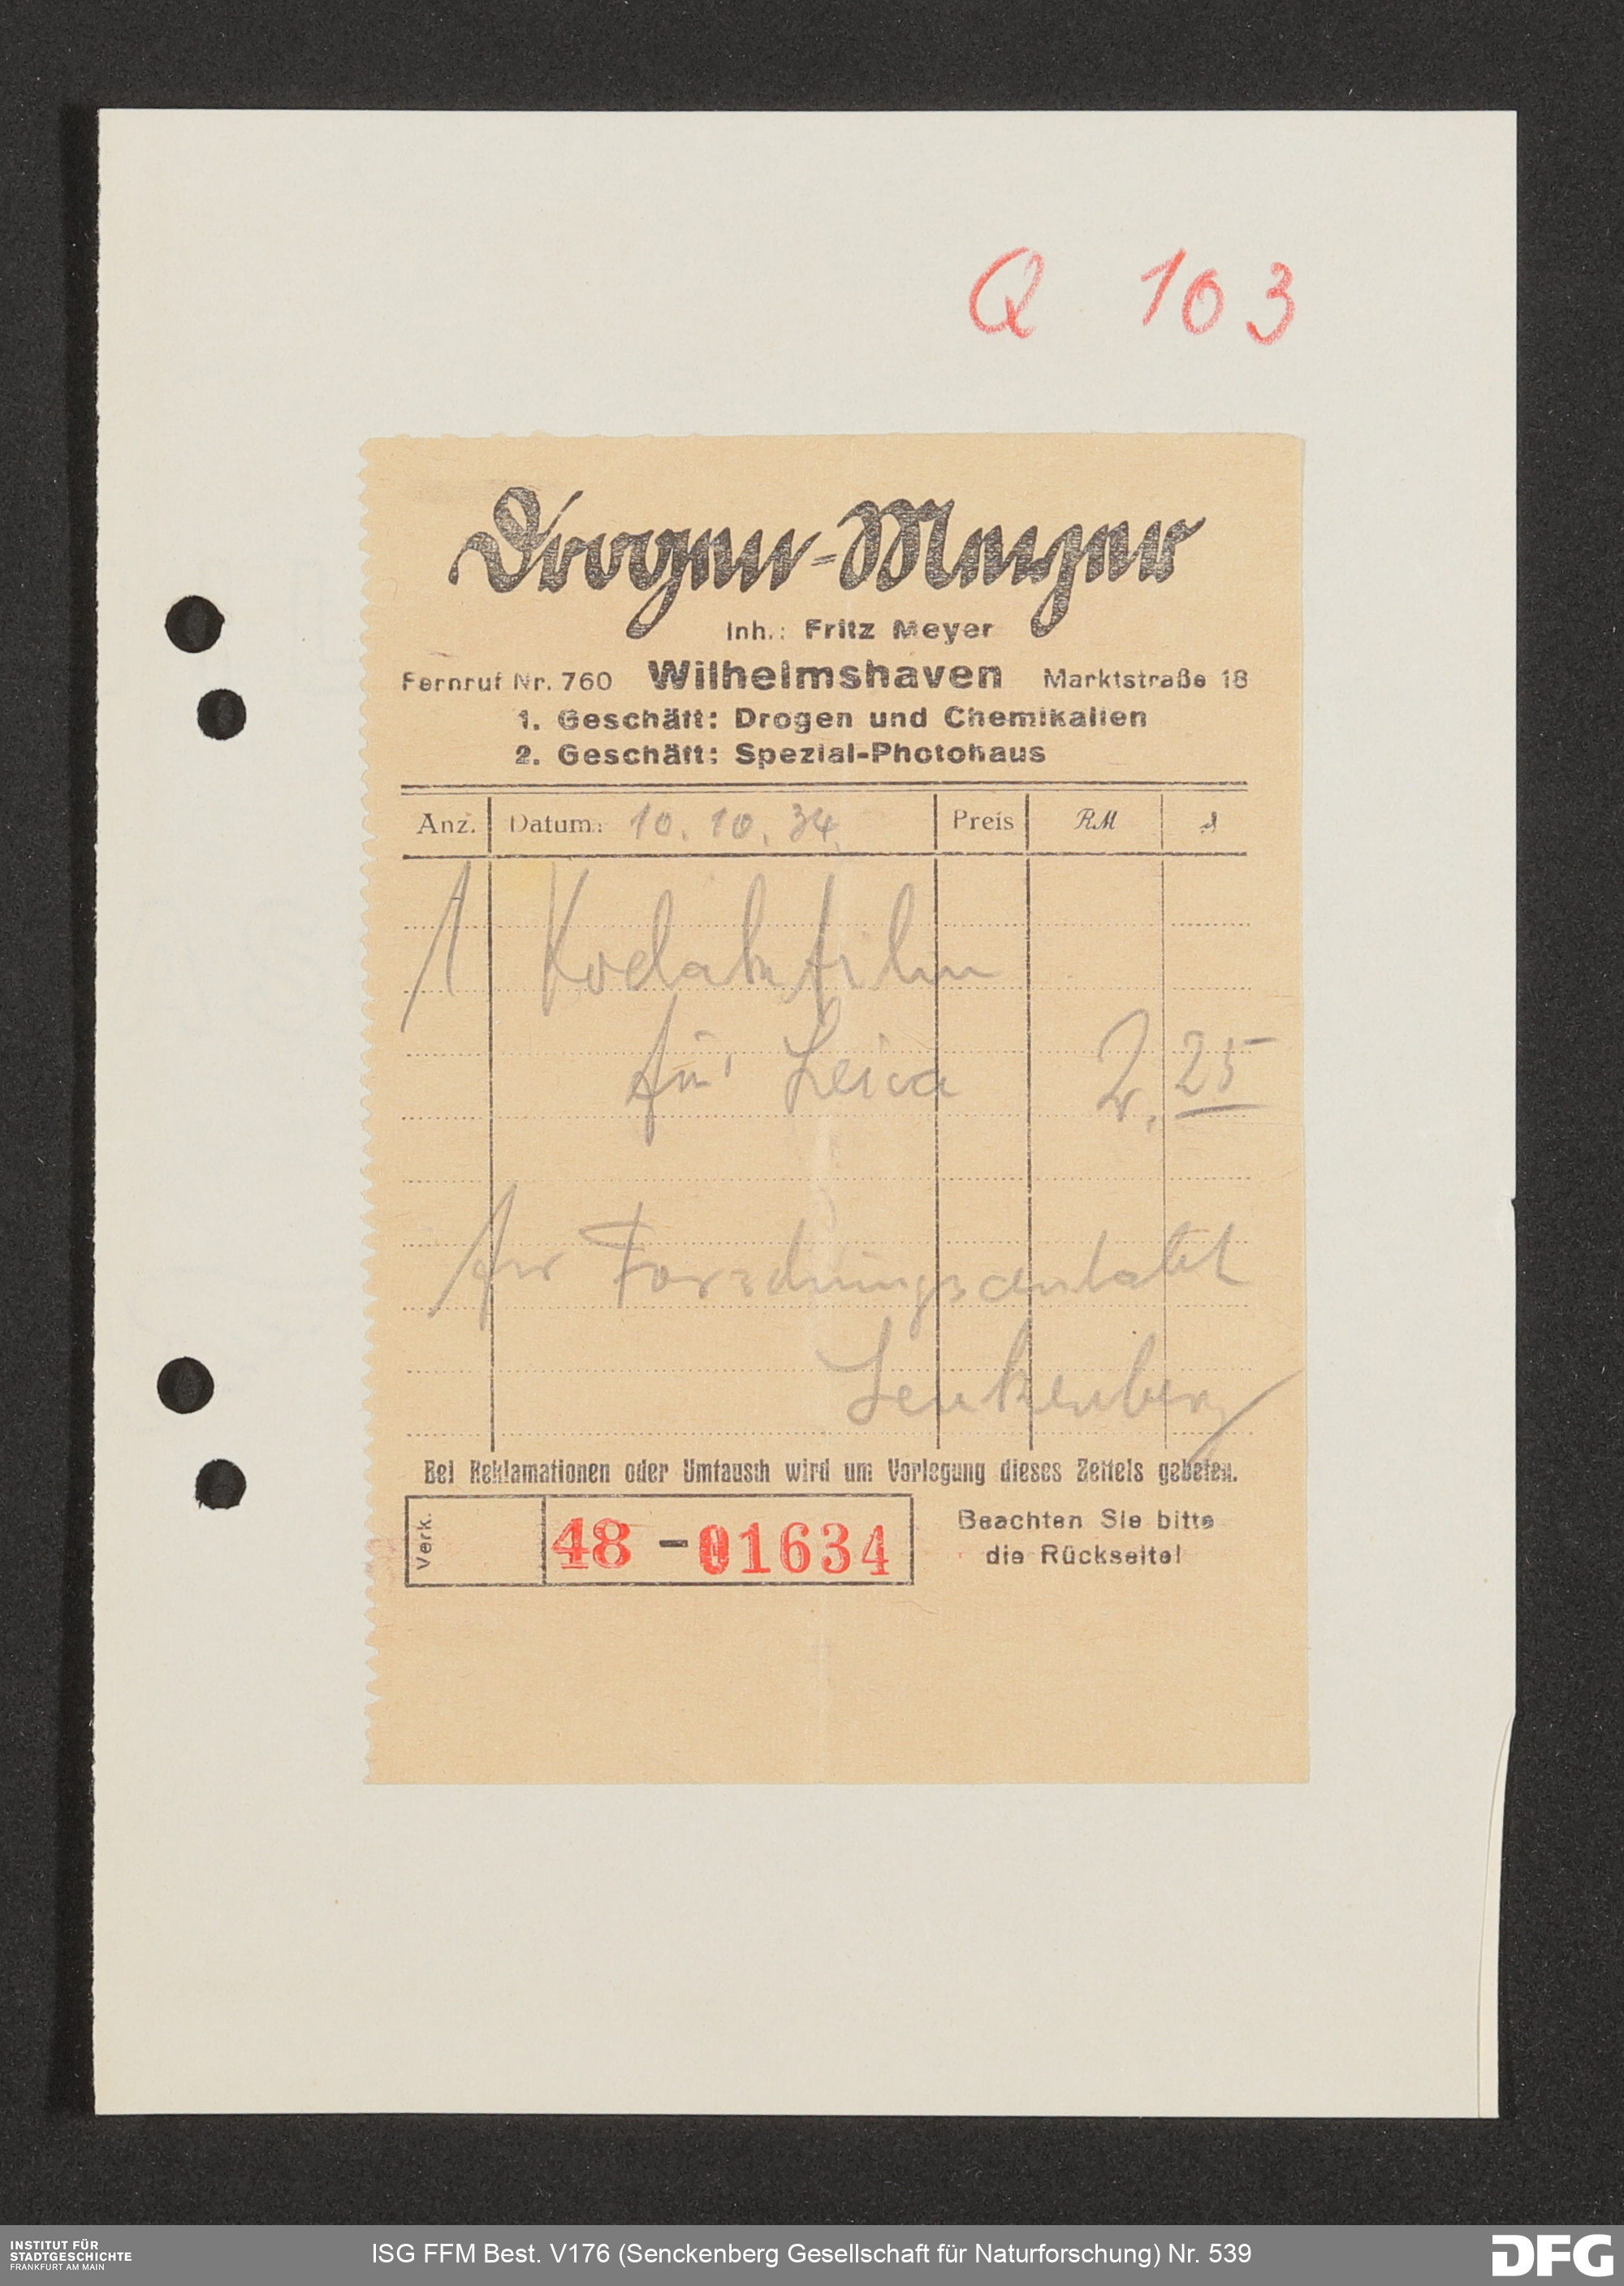 Q 103
Drogen-Meyer
Inh.: Fritz Meyer
Fernruf Nr. 760 Wilhelmshaven Marktstraße 18
1. Geschäft: Drogen und Chemikalien
2. Geschäft: Spezial-Photohaus
Anz. Datum: 10. 10. 34. Preis RM ₰
1 Kodakfilm
für Leica 2, 25
für Forschungsanstalt
Senkenberg
Bei Reklamationen oder Umtausch wird um Vorlegung dieses Zettels gebeten.
Verk. 48 - 01634
Beachten Sie bitte
die Rückseite!
INSTITUT FÜR
STADTGESCHICHTE
FRANKFURT AM MAIN
ISG FFM Best. V176 (Senckenberg Gesellschaft für Naturforschung) Nr. 539
DFG